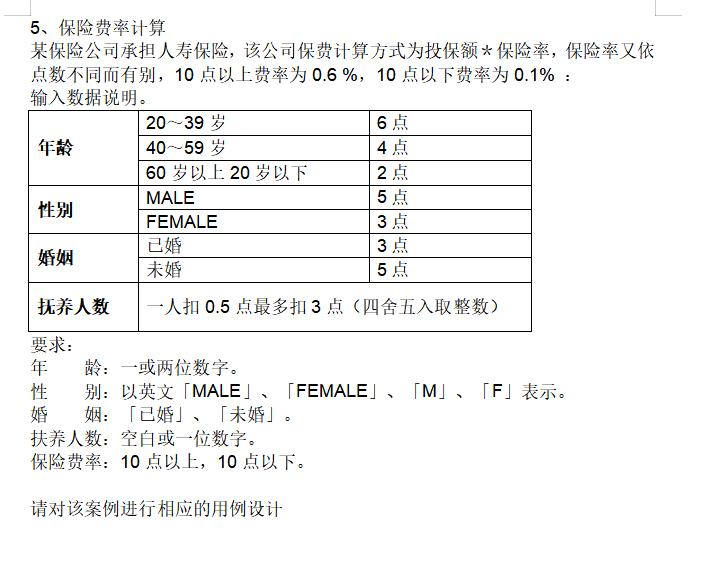 5、保险费率计算
某保险公司承担人寿保险，该公司保费计算方式为投保额＊保险率，保险率又依
点数不同而有别，10 点以上费率为 0.6 %，10 点以下费率为 0.1% ：
输入数据说明。
年龄
20～39 岁 6 点
40～59 岁 4 点
60 岁以上 20 岁以下 2 点
性别
MALE 5 点
FEMALE 3 点
婚姻
已婚 3 点
未婚 5 点
抚养人数 一人扣 0.5 点最多扣 3 点（四舍五入取整数）
要求：
年 龄：一或两位数字。
性 别：以英文「MALE」、「FEMALE」、「M」、「F」表示。
婚 姻：「已婚」、「未婚」。
扶养人数：空白或一位数字。
保险费率：10 点以上，10 点以下。
请对该案例进行相应的用例设计